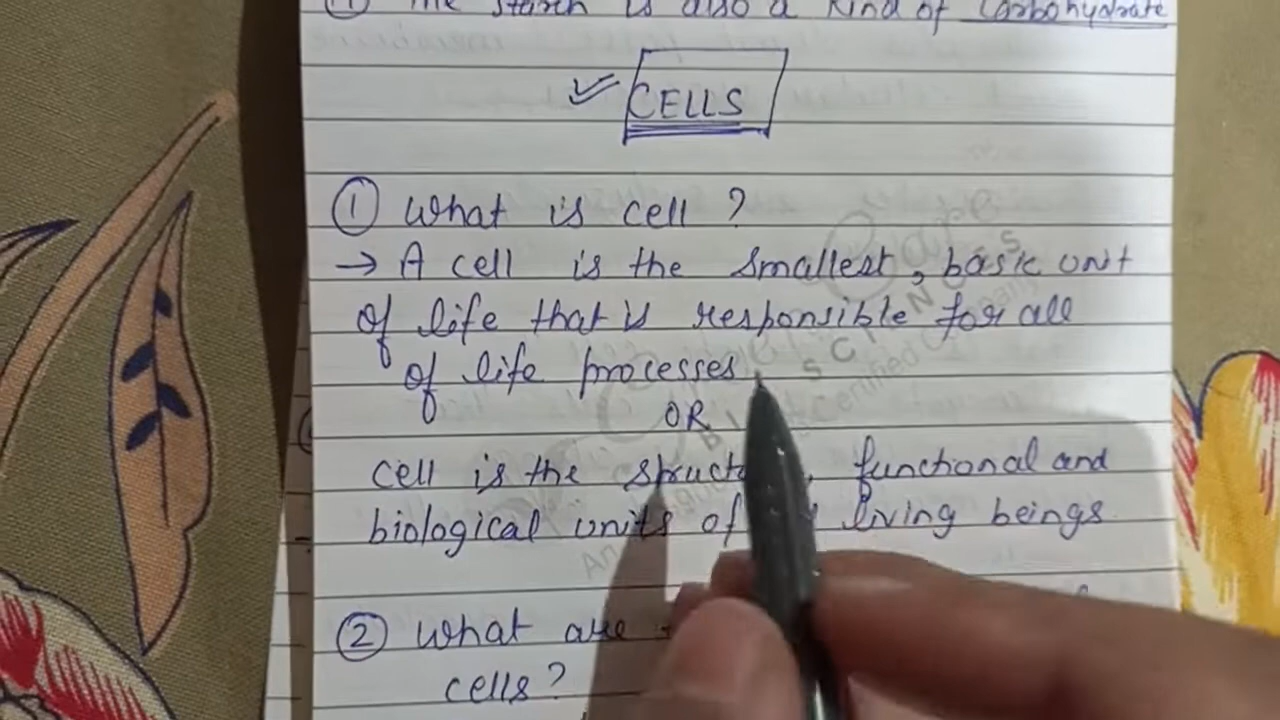 The starch is also a kind of Carbohydrate
CELLS
① What is cell ?
→ A cell is the smallest, basic unit
of life that is responsible for all
of life processes
OR
cell is the functional and
biological units of living beings
② What are
cells?